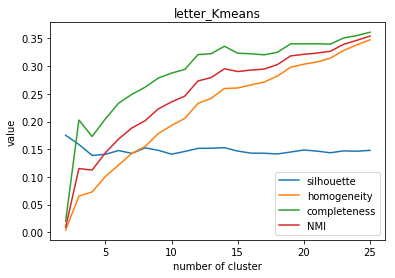 letter_Kmeans
value
0.35
0.30
0.25
0.20
0.15
0.10
0.05
0.00
silhouette
homogeneity
completeness
NMI
5 10 15 20 25
number of cluster